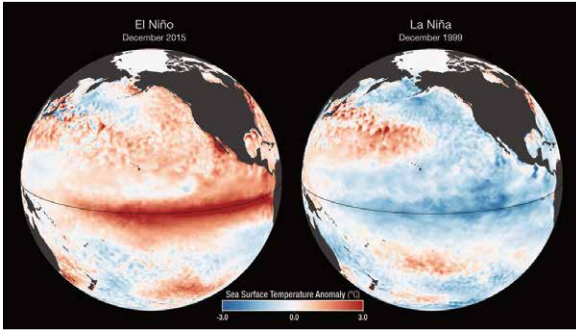 El Niño
December 2015
La Niña
December 1999
Sea Surface Temperature Anomaly (°C)
-3.0 0.0 3.0